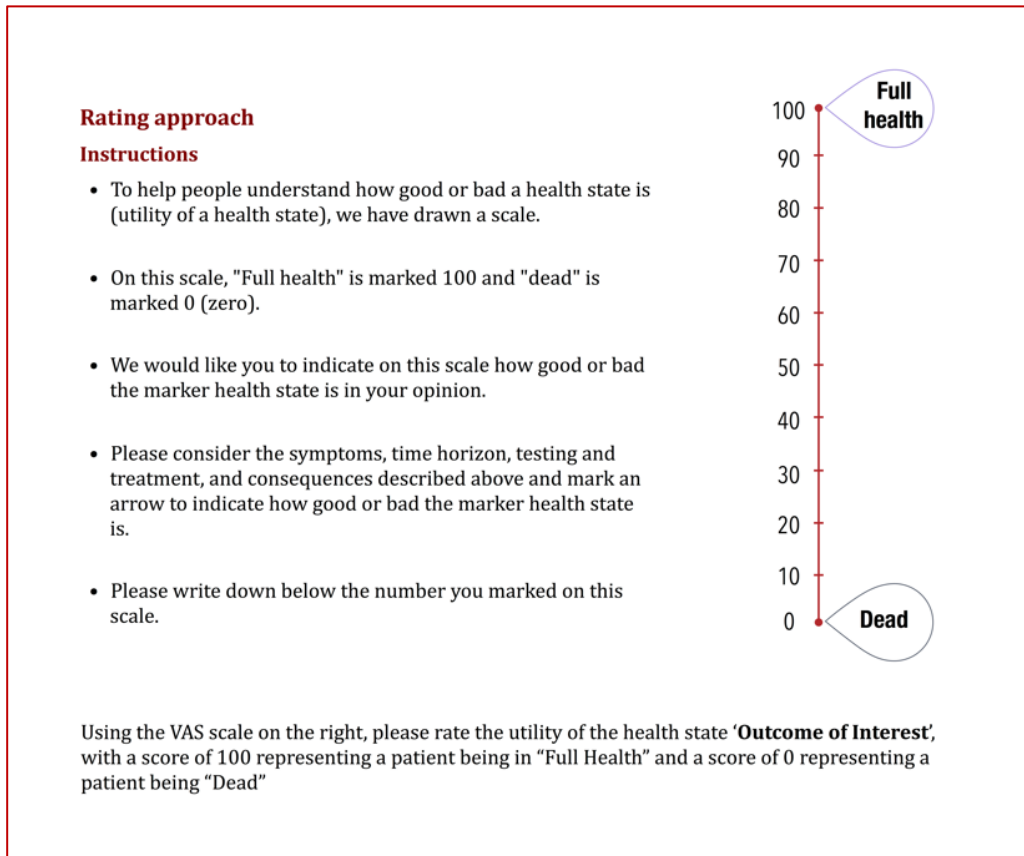 Rating approach
Instructions
• To help people understand how good or bad a health state is
(utility of a health state), we have drawn a scale.
• On this scale, "Full health" is marked 100 and "dead" is
marked 0 (zero).
• We would like you to indicate on this scale how good or bad
the marker health state is in your opinion.
• Please consider the symptoms, time horizon, testing and
treatment, and consequences described above and mark an
arrow to indicate how good or bad the marker health state
is.
• Please write down below the number you marked on this
scale.
Full
health
100
90
80
70
60
50
40
30
20
10
0
Dead
Using the VAS scale on the right, please rate the utility of the health state ‘Outcome of Interest’,
with a score of 100 representing a patient being in “Full Health” and a score of 0 representing a
patient being “Dead”